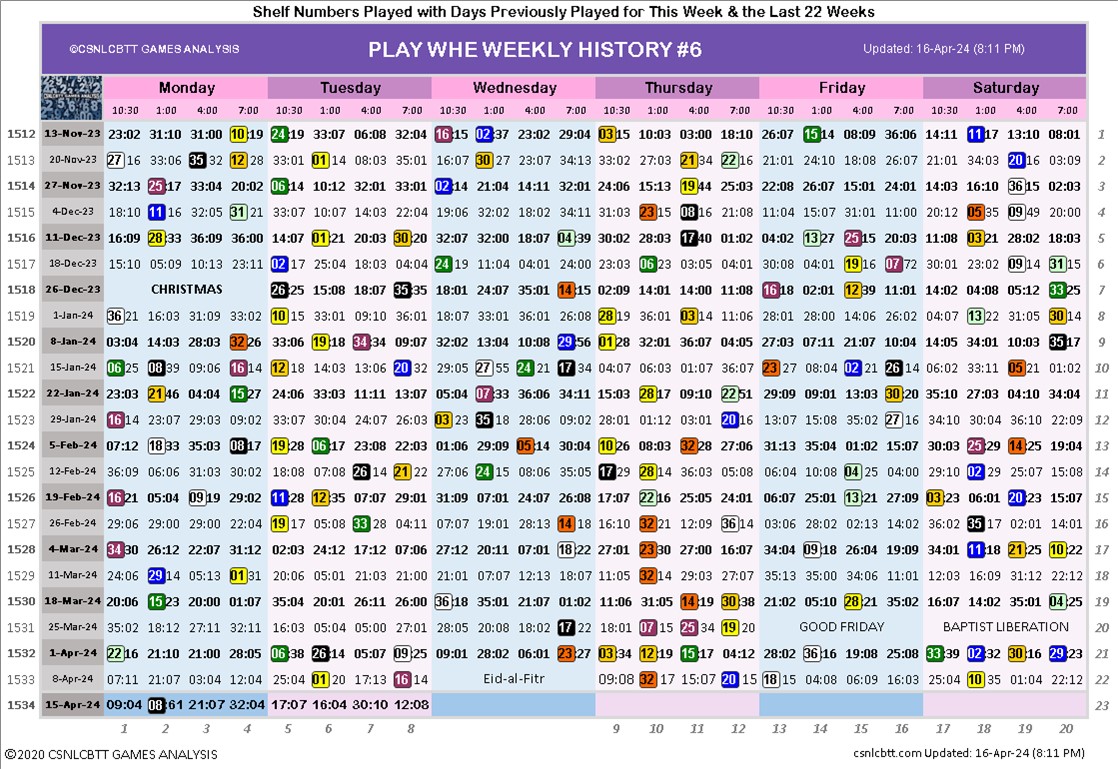 Shelf Numbers Played with Days Previously Played for This Week & the Last 22 Weeks
©CSNLCBTT GAMES ANALYSIS PLAY WHE WEEKLY HISTORY #6 Updated: 16-Apr-24 (8:11 PM)
Monday Tuesday Wednesday Thursday Friday Saturday
10:30 1:00 4:00 7:00 10:30 1:00 4:00 7:00 10:30 1:00 4:00 7:00 10:30 1:00 4:00 7:00 10:30 1:00 4:00 7:00 10:30 1:00 4:00 7:00
1512 13-Nov-23 23:02 31:10 31:00 10:19 24:19 33:07 06:08 32:04 16:15 02:37 23:02 29:04 03:15 10:03 03:00 18:10 26:07 15:14 08:09 36:06 14:11 11:17 13:10 08:01 1
1513 20-Nov-23 27:16 33:06 35:32 12:28 33:01 01:14 08:03 35:01 16:07 30:27 23:07 34:13 33:02 27:03 11:34 22:16 21:01 24:10 18:08 26:07 21:01 34:03 20:16 03:09 2
1514 27-Nov-23 32:13 25:17 33:04 20:02 06:14 10:12 32:01 33:01 02:14 21:04 14:11 32:01 24:06 15:13 19:44 25:03 22:08 26:07 15:01 24:01 14:03 16:10 36:15 02:03 3
1515 4-Dec-23 18:10 11:16 32:05 31:21 33:07 10:07 14:03 22:04 19:06 32:02 18:02 34:11 31:03 23:15 08:16 21:08 11:04 15:07 31:01 11:00 20:12 05:35 09:49 20:00 4
1516 11-Dec-23 16:09 28:33 36:09 36:00 14:07 01:21 20:03 30:20 32:07 32:00 18:07 04:39 30:02 28:03 17:40 01:02 04:02 13:27 25:15 20:03 11:08 03:21 28:02 18:03 5
1517 18-Dec-23 15:10 05:09 10:13 23:11 02:17 25:04 18:03 04:04 24:19 11:04 04:01 24:00 23:03 06:23 03:05 06:01 30:08 04:01 19:16 07:72 30:01 23:02 09:14 31:15 6
1518 26-Dec-23 CHRISTMAS 26:25 15:08 18:07 35:35 18:01 24:07 35:01 14:15 02:09 14:01 14:00 11:08 16:18 02:01 12:39 11:01 14:02 04:08 05:12 33:25 7
1519 1-Jan-24 36:21 16:03 31:09 33:02 10:15 33:01 09:10 36:01 18:07 33:01 35:03 09:01 28:19 31:06 03:14 11:06 28:01 28:00 14:06 26:02 04:07 13:22 31:05 30:14 8
1520 8-Jan-24 03:04 14:03 28:03 32:26 33:06 19:18 34:34 09:07 32:02 13:04 10:08 29:56 01:28 32:01 36:07 04:05 27:03 07:11 21:07 10:04 14:05 34:01 10:03 35:17 9
1521 15-Jan-24 06:25 08:39 09:06 16:14 12:18 14:03 13:06 20:32 29:05 27:55 24:21 17:34 04:07 06:03 01:07 36:07 23:27 08:14 02:21 26:14 06:02 33:11 05:21 01:02 10
1522 22-Jan-24 23:03 21:46 04:04 15:27 24:06 33:03 11:11 13:07 05:04 07:33 36:06 34:11 15:03 28:17 09:10 22:51 29:09 09:01 13:03 30:20 35:10 27:03 04:10 34:04 11
1523 29-Jan-24 16:14 23:07 29:08 09:02 33:07 30:04 24:07 26:03 03:23 35:18 28:06 09:02 28:01 01:12 03:01 20:16 13:07 15:08 35:02 27:16 34:10 30:04 36:10 22:09 12
1524 5-Feb-24 07:12 18:33 35:03 08:17 19:28 06:17 23:08 22:03 01:06 29:09 05:14 30:04 10:26 08:03 32:28 27:06 31:13 35:04 01:02 15:07 30:03 25:29 14:25 19:04 13
1525 12-Feb-24 36:09 06:06 31:03 30:02 18:08 07:08 26:14 21:22 27:06 24:15 08:06 35:05 17:29 28:14 36:03 05:08 06:04 10:08 04:25 04:00 29:10 02:29 25:07 15:08 14
1526 19-Feb-24 16:21 05:04 09:19 29:02 11:28 12:35 07:07 29:01 31:09 07:01 24:07 26:08 17:07 22:16 25:05 24:01 06:07 25:01 13:21 27:09 03:23 06:01 20:23 15:07 15
1527 26-Feb-24 29:06 29:00 29:00 22:04 19:17 05:08 33:28 04:11 07:07 19:01 28:13 14:18 16:10 32:21 12:09 36:14 03:06 28:02 02:13 14:02 36:02 35:17 02:01 14:01 16
1528 4-Mar-24 34:30 26:12 22:07 31:12 02:03 24:18 17:12 07:06 27:12 20:11 07:01 18:22 27:01 23:30 27:00 16:07 34:04 09:18 26:04 19:09 34:01 11:18 21:25 10:22 17
1529 11-Mar-24 24:06 29:14 05:13 01:31 20:06 05:01 21:03 21:00 21:01 07:07 12:13 18:07 11:05 32:14 29:03 27:07 35:13 35:00 34:06 11:01 12:03 16:09 31:12 22:12 18
1530 18-Mar-24 20:06 15:23 20:00 01:07 35:04 20:01 26:11 26:00 36:18 35:01 21:07 01:02 11:06 31:05 14:19 30:38 21:02 05:10 28:21 35:02 16:07 14:02 35:01 04:25 19
1531 25-Mar-24 35:02 18:12 27:11 32:11 16:03 05:04 05:00 27:01 28:05 20:08 20:00 17:22 18:01 07:15 25:34 19:20 GOOD FRIDAY BAPTIST LIBERATION 20
1532 1-Apr-24 22:16 21:10 21:00 28:05 06:38 26:14 05:07 09:25 09:01 28:02 06:01 23:27 03:34 12:19 15:17 04:12 28:02 36:16 19:08 25:08 33:39 02:32 30:16 29:23 21
1533 8-Apr-24 07:11 21:07 03:04 12:04 25:04 01:20 17:13 16:14 Eid-al-Fitr 09:08 32:17 15:07 20:15 18:15 04:08 22:09 16:03 25:04 10:35 01:04 22:12 22
1534 15-Apr-24 09:04 08:61 21:07 32:04 17:07 16:04 30:10 12:08 23
1 2 3 4 5 6 7 8 9 10 11 12 13 14 15 16 17 18 19 20
©2020 CSNLCBTT GAMES ANALYSIS csnlcbtt.com Updated: 16-Apr-24 (8:11 PM)